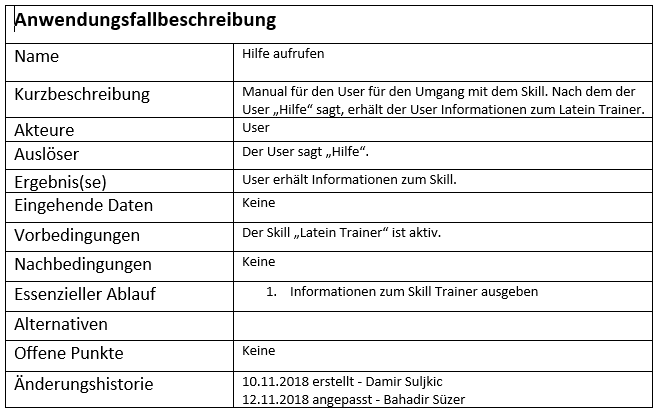 Anwendungsfallbeschreibung
Name Hilfe aufrufen
Kurzbeschreibung Manual für den User für den Umgang mit dem Skill. Nach dem der
User „Hilfe“ sagt, erhält der User Informationen zum Latein Trainer.
Akteure User
Auslöser Der User sagt „Hilfe“.
Ergebnis(se) User erhält Informationen zum Skill.
Eingehende Daten Keine
Vorbedingungen Der Skill „Latein Trainer“ ist aktiv.
Nachbedingungen Keine
Essenzieller Ablauf 1. Informationen zum Skill Trainer ausgeben
Alternativen
Offene Punkte Keine
Änderungshistorie 10.11.2018 erstellt - Damir Suljkic
12.11.2018 angepasst - Bahadir Süzer